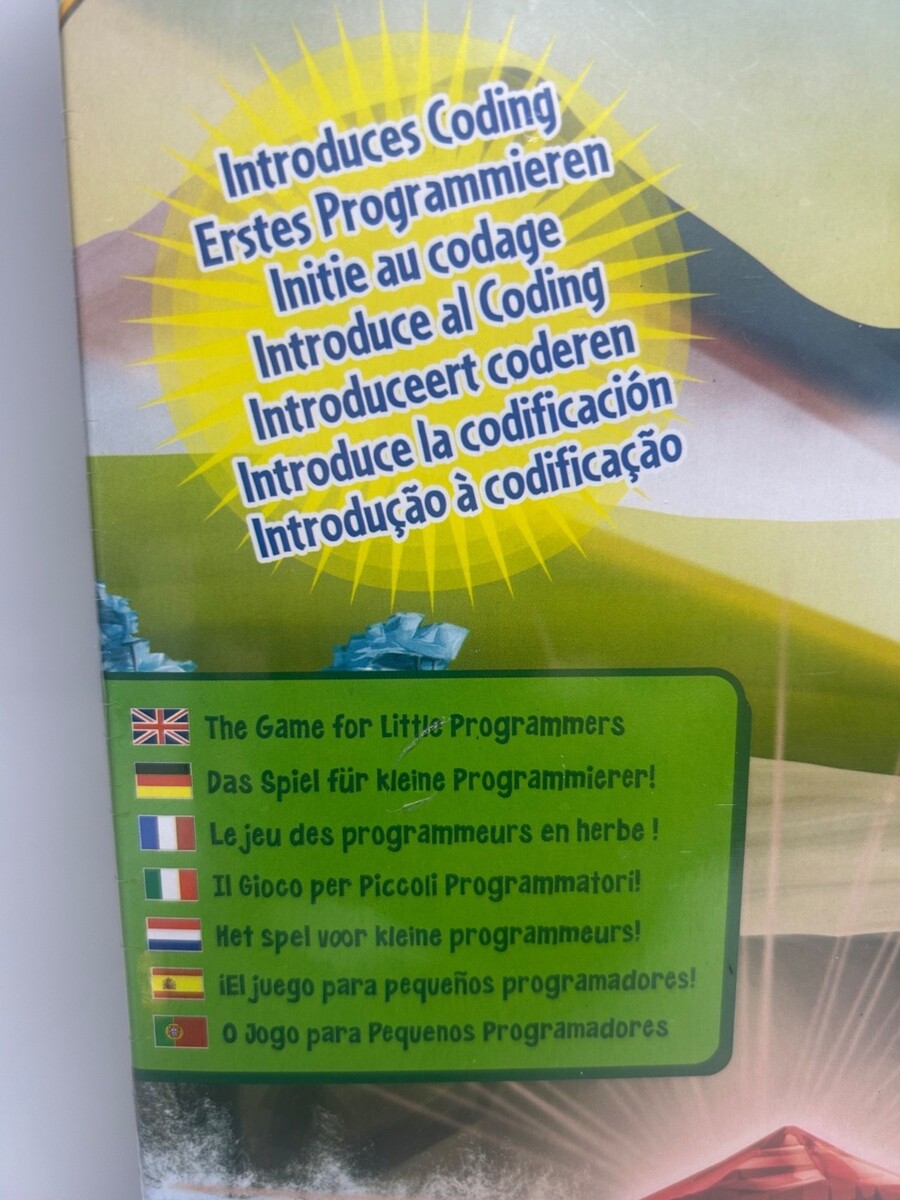 Introduces Coding
Erstes Programmieren
Initie au codage
Introduce al Coding
Introduceert coderen
Introduce la codificación
Introdução à codificação
The Game for Little Programmers
Das Spiel für kleine Programmierer!
Le jeu des programmeurs en herbe !
Il Gioco per Piccoli Programmatori!
Het spel voor kleine programmeurs!
¡El juego para pequeños programadores!
O Jogo para Pequenos Programadores